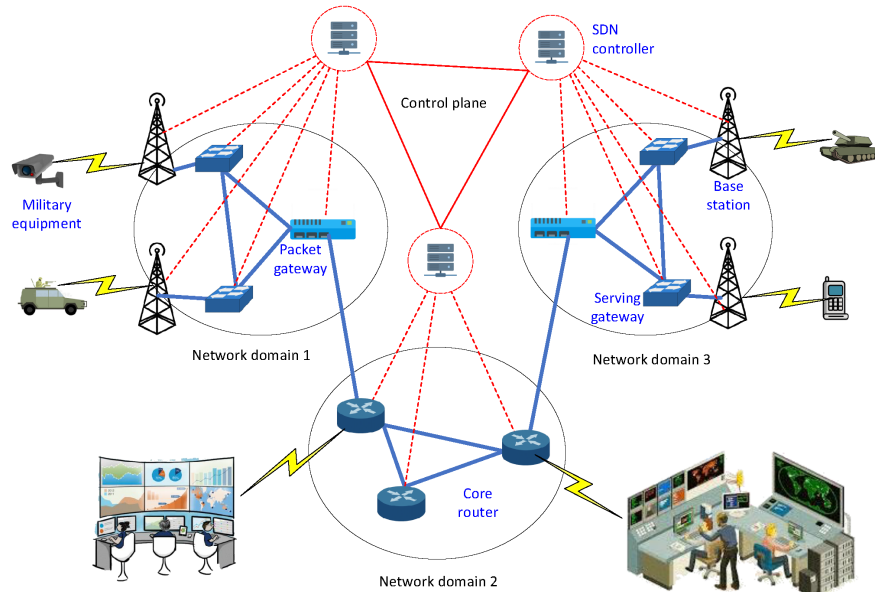 SDN
controller
Control plane
Military
equipment
Base
station
Packet
gateway
Serving
gateway
Network domain 1
Network domain 3
Core
router
Network domain 2